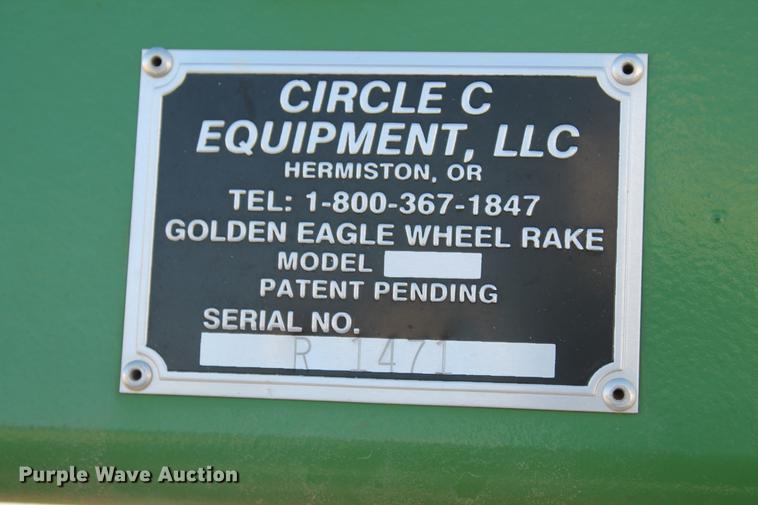 CIRCLE C
EQUIPMENT, LLC
HERMISTON, OR
TEL: 1-800-367-1847
GOLDEN EAGLE WHEEL RAKE
MODEL
PATENT PENDING
SERIAL NO.
R 1471
Purple Wave Auction